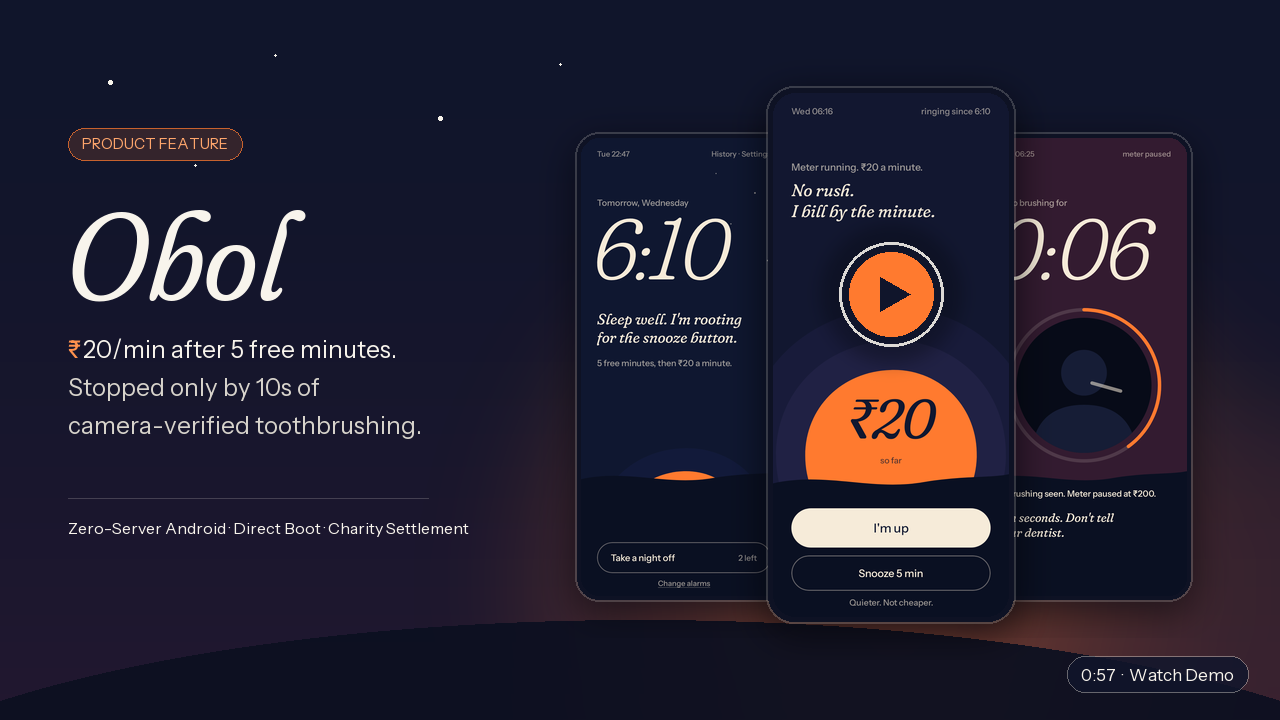 PRODUCT FEATURE
Obol
₹20/min after 5 free minutes.
Stopped only by 10s of
camera-verified toothbrushing.
Zero-Server Android · Direct Boot · Charity Settlement
Tue 22:47
History · Setting
Tomorrow, Wednesday
6:10
Sleep well. I'm rooting
for the snooze button.
5 free minutes, then ₹20 a minute.
Take a night off
2 left
Change alarms
Wed 06:16
ringing since 6:10
Meter running. ₹20 a minute.
No rush.
I bill by the minute.
₹20
so far
I'm up
Snooze 5 min
Quieter. Not cheaper.
06:25
meter paused
brushing for
0:06
rushing seen. Meter paused at ₹200.
seconds. Don't tell
dentist.
0:57 · Watch Demo